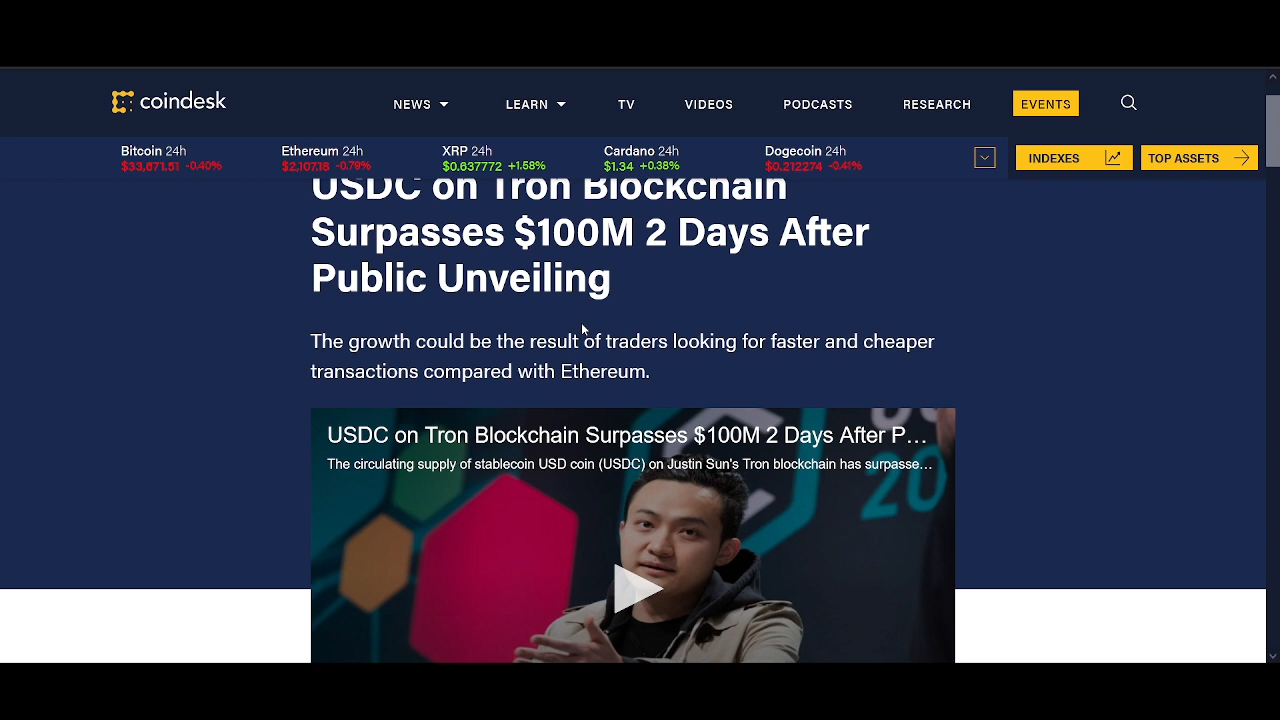 coindesk
NEWS
LEARN
TV
VIDEOS
PODCASTS
RESEARCH
EVENTS
Bitcoin 24h
$33,671.51 -0.40%
Ethereum 24h
$2,107.18 -0.79%
XRP 24h
$0.637772 +1.58%
Cardano 24h
$1.34 +0.38%
Dogecoin 24h
$0.212274 -0.41%
INDEXES
TOP ASSETS
USDC on Tron Blockchain
Surpasses $100M 2 Days After
Public Unveiling
The growth could be the result of traders looking for faster and cheaper
transactions compared with Ethereum.
USDC on Tron Blockchain Surpasses $100M 2 Days After P...
The circulating supply of stablecoin USD coin (USDC) on Justin Sun's Tron blockchain has surpasse...
20